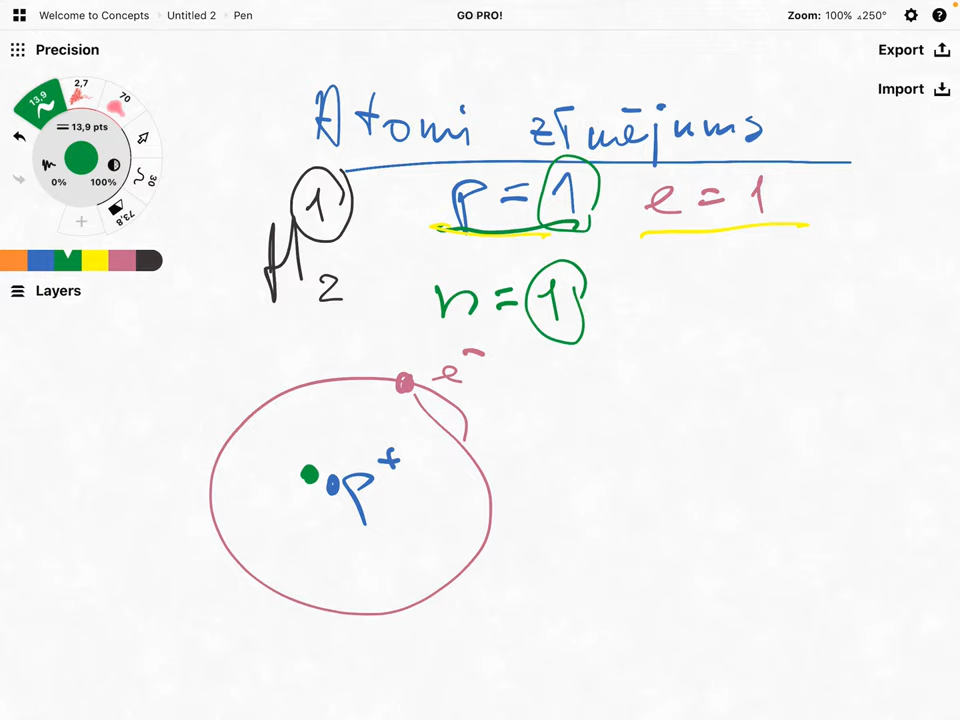 Welcome to Concepts › Untitled 2 › Pen
GO PRO!
Zoom: 100% ⊿250°
Precision
Export
Import
13,9
2,7
70
30
73,8
13,9 pts
0%
100%
Layers
Atomi zīmējums
H
1
2
p = 1
e = 1
n = 1
e⁻
p⁺